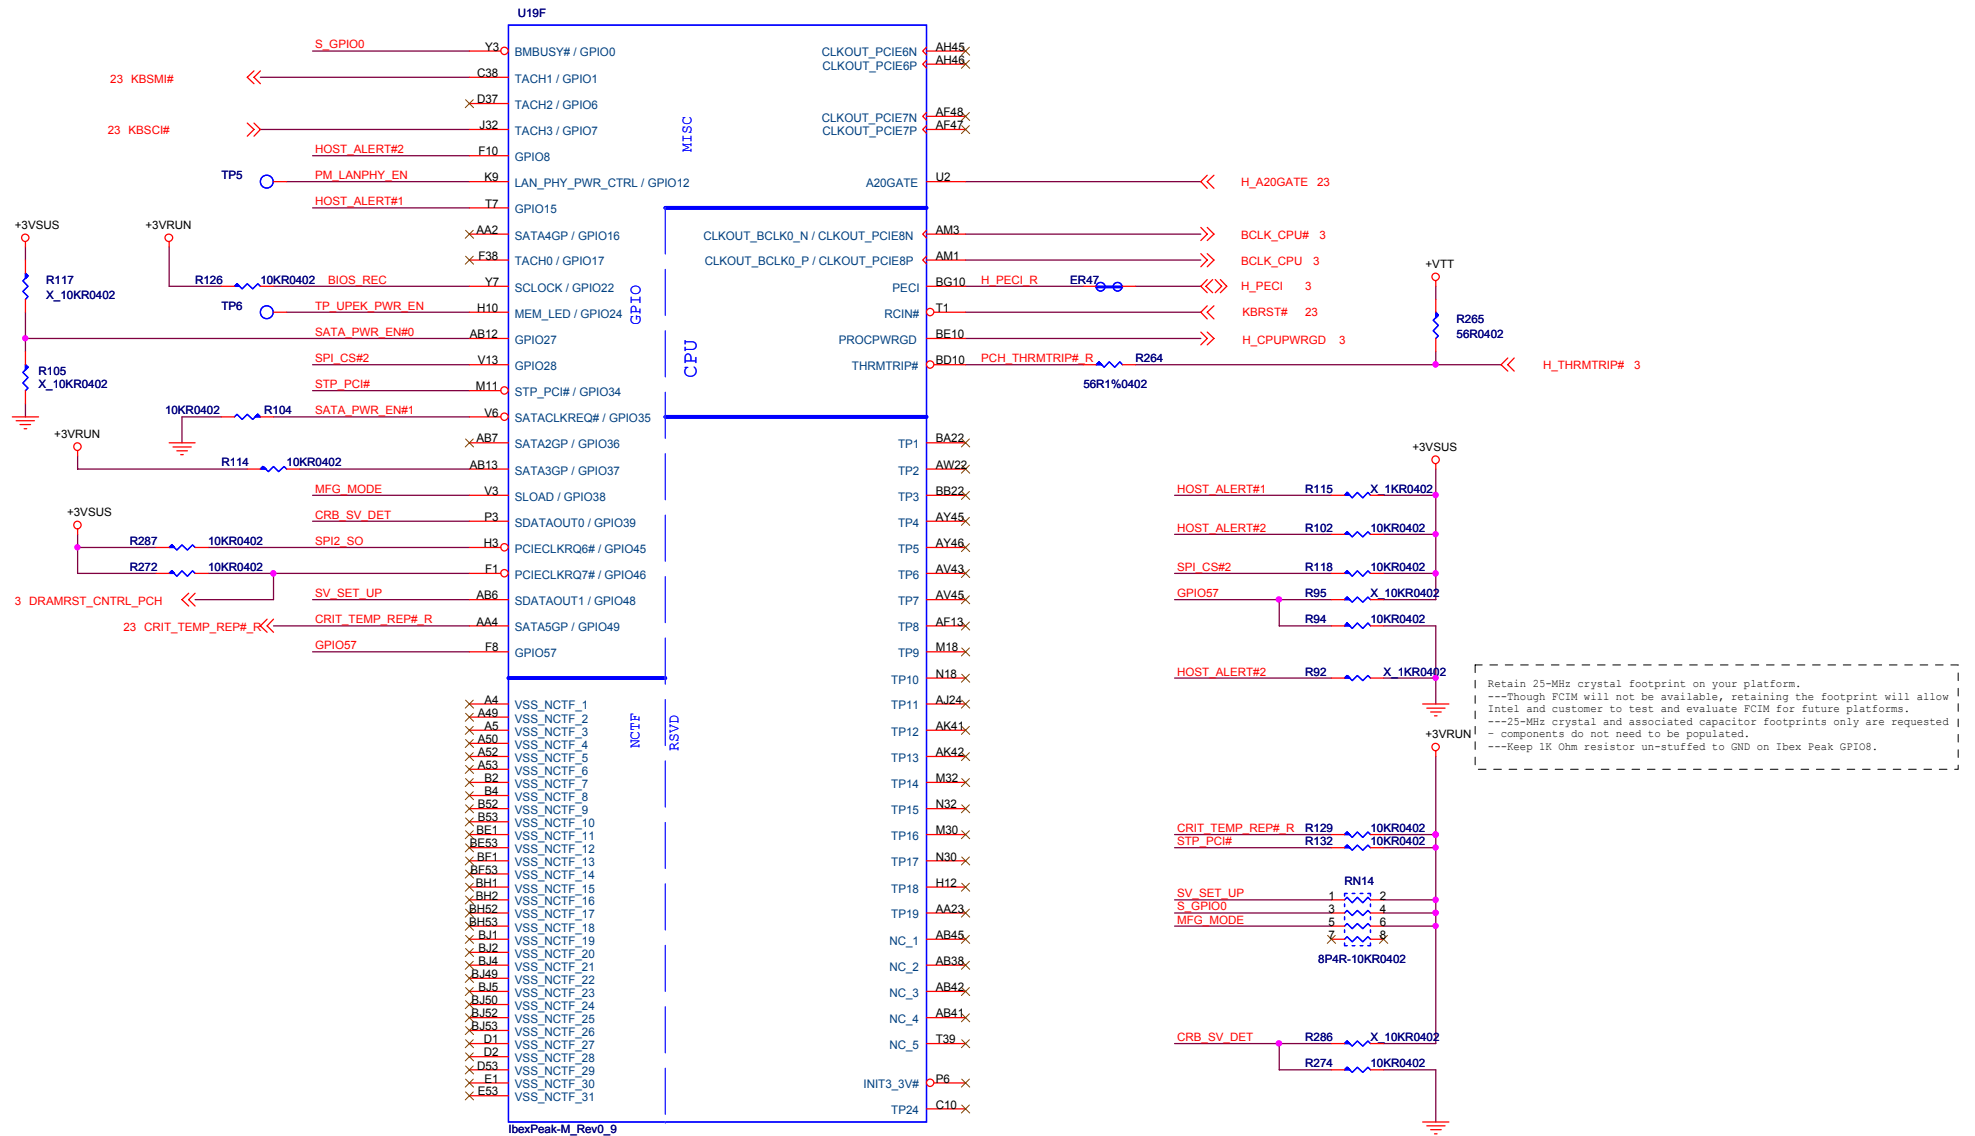 U19F
S_GPIO0 Y3 BMBUSY# / GPIO0 CLKOUT_PCIE6N AH45
CLKOUT_PCIE6P AH46
23 KBSMI# C38 TACH1 / GPIO1
D37 TACH2 / GPIO6
CLKOUT_PCIE7N AF48
23 KBSCI# J32 TACH3 / GPIO7 CLKOUT_PCIE7P AF47
MISC
HOST_ALERT#2 F10 GPIO8
TP5 PM_LANPHY_EN K9 LAN_PHY_PWR_CTRL / GPIO12 A20GATE U2 H_A20GATE 23
HOST_ALERT#1 T7 GPIO15
+3VSUS +3VRUN
AA2 SATA4GP / GPIO16 CLKOUT_BCLK0_N / CLKOUT_PCIE8N AM3 BCLK_CPU# 3
F38 TACH0 / GPIO17 CLKOUT_BCLK0_P / CLKOUT_PCIE8P AM1 BCLK_CPU 3
+VTT
R117
X_10KR0402
R126 10KR0402 BIOS_REC Y7 SCLOCK / GPIO22 PECI BG10 H_PECI_R ER47 H_PECI 3
GPIO
TP6 TP_UPEK_PWR_EN H10 MEM_LED / GPIO24 RCIN# T1 KBRST# 23
R265
56R0402
SATA_PWR_EN#0 AB12 GPIO27 PROCPWRGD BE10 H_CPUPWRGD 3
CPU
SPI_CS#2 V13 GPIO28 THRMTRIP# BD10 PCH_THRMTRIP#_R R264 H_THRMTRIP# 3
56R1%0402
R105
X_10KR0402
STP_PCI# M11 STP_PCI# / GPIO34
10KR0402 R104 SATA_PWR_EN#1 V6 SATACLKREQ# / GPIO35
+3VRUN
AB7 SATA2GP / GPIO36 TP1 BA22
+3VSUS
R114 10KR0402 AB13 SATA3GP / GPIO37 TP2 AW22
MFG_MODE V3 SLOAD / GPIO38 TP3 BB22 HOST_ALERT#1 R115 X_1KR0402
+3VSUS
CRB_SV_DET P3 SDATAOUT0 / GPIO39 TP4 AY45 HOST_ALERT#2 R102 10KR0402
R287 10KR0402 SPI2_SO H3 PCIECLKRQ6# / GPIO45 TP5 AY46
R272 10KR0402 F1 PCIECLKRQ7# / GPIO46 TP6 AV43 SPI_CS#2 R118 10KR0402
3 DRAMRST_CNTRL_PCH SV_SET_UP AB6 SDATAOUT1 / GPIO48 TP7 AV45 GPIO57 R95 X_10KR0402
23 CRIT_TEMP_REP#_R CRIT_TEMP_REP#_R AA4 SATA5GP / GPIO49 TP8 AF13 R94 10KR0402
GPIO57 F8 GPIO57 TP9 M18
TP10 N18 HOST_ALERT#2 R92 X_1KR0402
Retain 25-MHz crystal footprint on your platform.
---Though FCIM will not be available, retaining the footprint will allow
Intel and customer to test and evaluate FCIM for future platforms.
---25-MHz crystal and associated capacitor footprints only are requested
- components do not need to be populated.
---Keep 1K Ohm resistor un-stuffed to GND on Ibex Peak GPIO8.
+3VRUN
NCTF
RSVD
A4 VSS_NCTF_1 TP11 AJ24
A49 VSS_NCTF_2
A5 VSS_NCTF_3 TP12 AK41
A50 VSS_NCTF_4
A52 VSS_NCTF_5 TP13 AK42
A53 VSS_NCTF_6
B2 VSS_NCTF_7 TP14 M32
B4 VSS_NCTF_8
B52 VSS_NCTF_9 TP15 N32
B53 VSS_NCTF_10
BE1 VSS_NCTF_11 TP16 M30 CRIT_TEMP_REP#_R R129 10KR0402
BE53 VSS_NCTF_12 STP_PCI# R132 10KR0402
BF1 VSS_NCTF_13 TP17 N30
BF53 VSS_NCTF_14
BH1 VSS_NCTF_15 TP18 H12 RN14
BH2 VSS_NCTF_16 SV_SET_UP 1 2
BH52 VSS_NCTF_17 TP19 AA23 S_GPIO0 3 4
BH53 VSS_NCTF_18 MFG_MODE 5 6
BJ1 VSS_NCTF_19 NC_1 AB45 7 8
BJ2 VSS_NCTF_20 8P4R-10KR0402
BJ4 VSS_NCTF_21 NC_2 AB38
BJ49 VSS_NCTF_22
BJ5 VSS_NCTF_23 NC_3 AB42
BJ50 VSS_NCTF_24
BJ52 VSS_NCTF_25 NC_4 AB41
BJ53 VSS_NCTF_26
D1 VSS_NCTF_27 NC_5 T39 CRB_SV_DET R286 X_10KR0402
D2 VSS_NCTF_28
D53 VSS_NCTF_29 R274 10KR0402
E1 VSS_NCTF_30 INIT3_3V# P6
E53 VSS_NCTF_31
TP24 C10
IbexPeak-M_Rev0_9